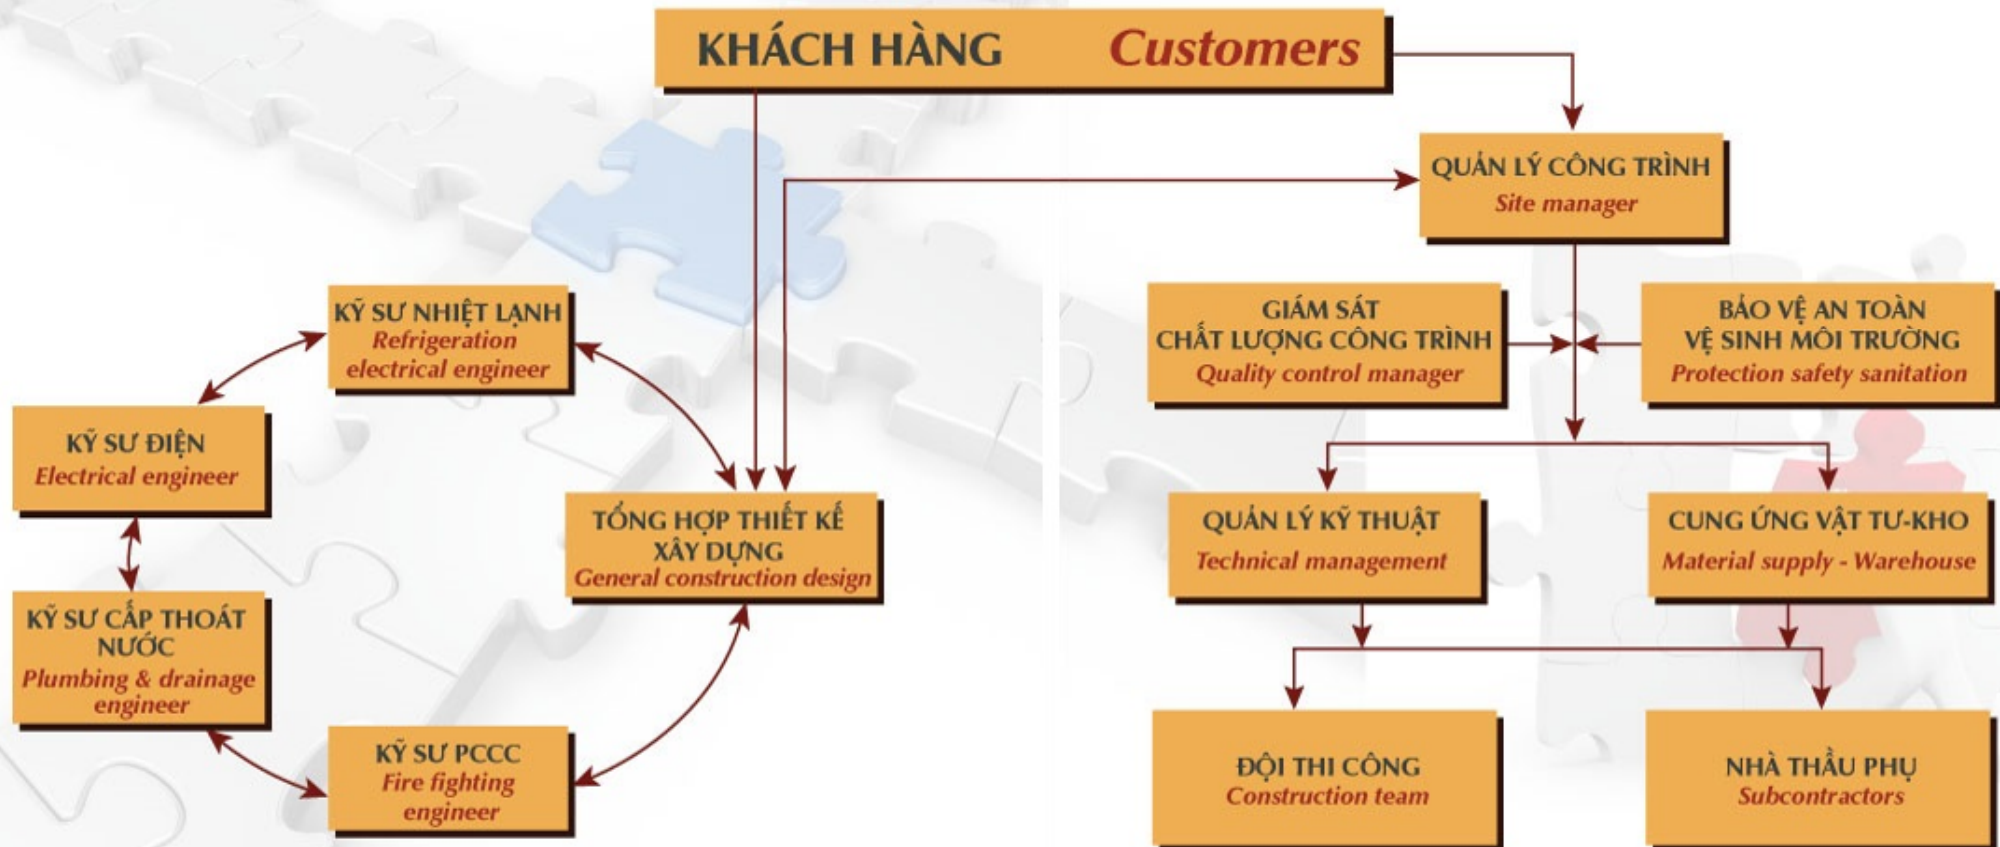 KHÁCH HÀNG Customers
QUẢN LÝ CÔNG TRÌNH
Site manager
KỸ SƯ NHIỆT LẠNH
Refrigeration
electrical engineer
GIÁM SÁT
CHẤT LƯỢNG CÔNG TRÌNH
Quality control manager
BẢO VỆ AN TOÀN
VỆ SINH MÔI TRƯỜNG
Protection safety sanitation
KỸ SƯ ĐIỆN
Electrical engineer
TỔNG HỢP THIẾT KẾ
XÂY DỰNG
General construction design
QUẢN LÝ KỸ THUẬT
Technical management
CUNG ỨNG VẬT TƯ-KHO
Material supply - Warehouse
KỸ SƯ CẤP THOÁT
NƯỚC
Plumbing & drainage
engineer
KỸ SƯ PCCC
Fire fighting
engineer
ĐỘI THI CÔNG
Construction team
NHÀ THẦU PHỤ
Subcontractors